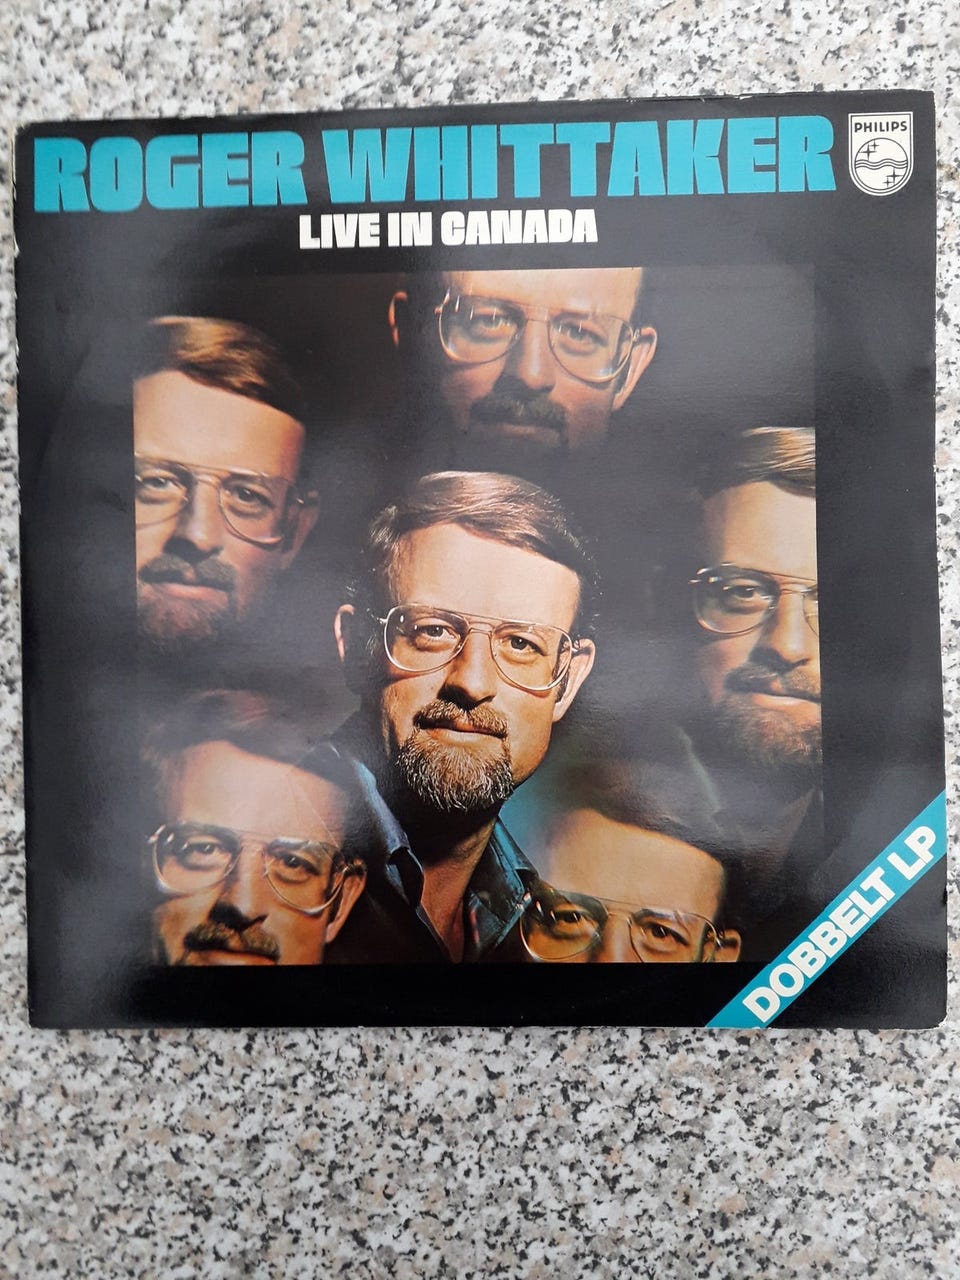 ROGER WHITTAKER
PHILIPS
LIVE IN CANADA
DOBBELT LP